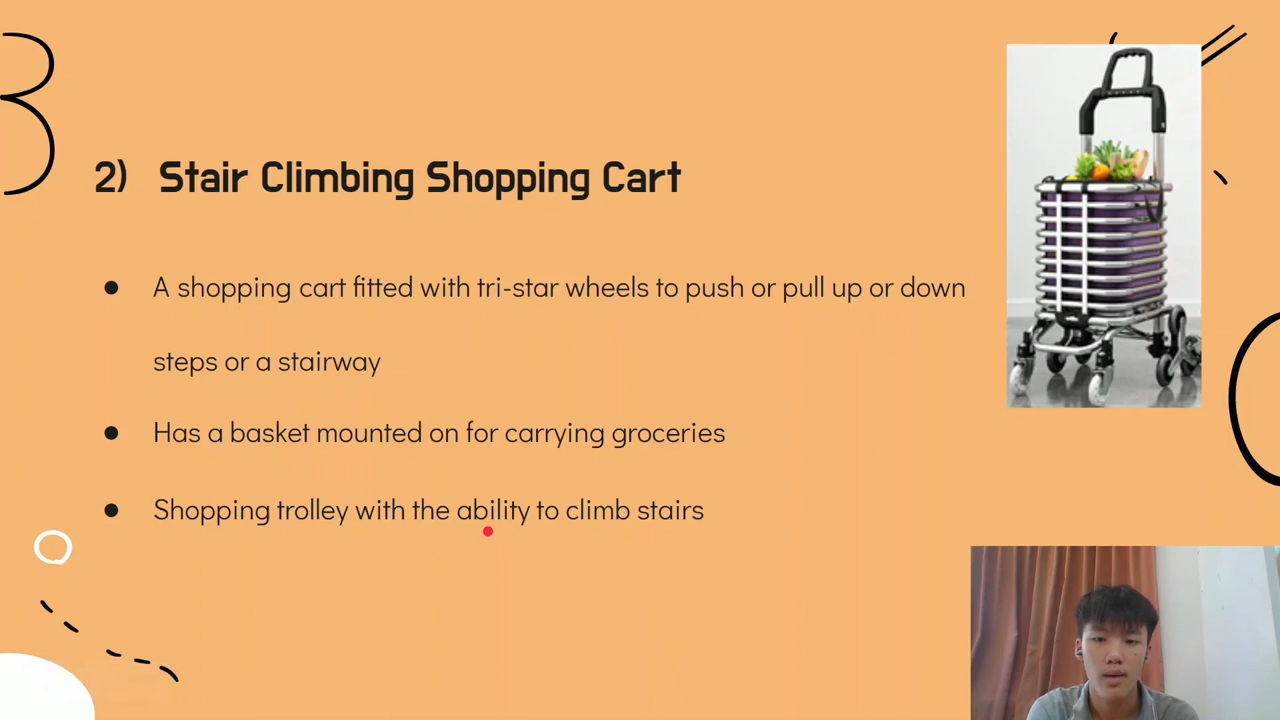 2) Stair Climbing Shopping Cart
● A shopping cart fitted with tri-star wheels to push or pull up or down
steps or a stairway
● Has a basket mounted on for carrying groceries
● Shopping trolley with the ability to climb stairs